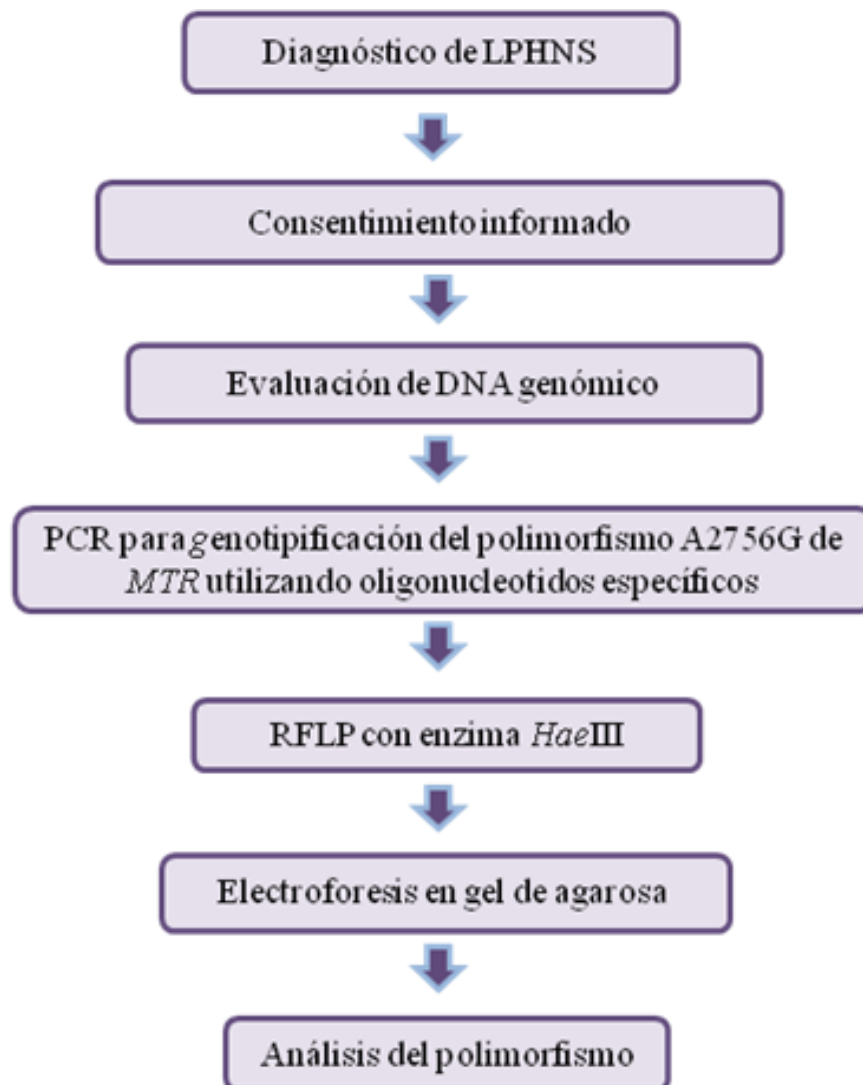 Diagnóstico de LPHNS
Consentimiento informado
Evaluación de DNA genómico
PCR para genotipificación del polimorfismo A2756G de
MTR utilizando oligonucleotidos específicos
RFLP con enzima HaeIII
Electroforesis en gel de agarosa
Análisis del polimorfismo